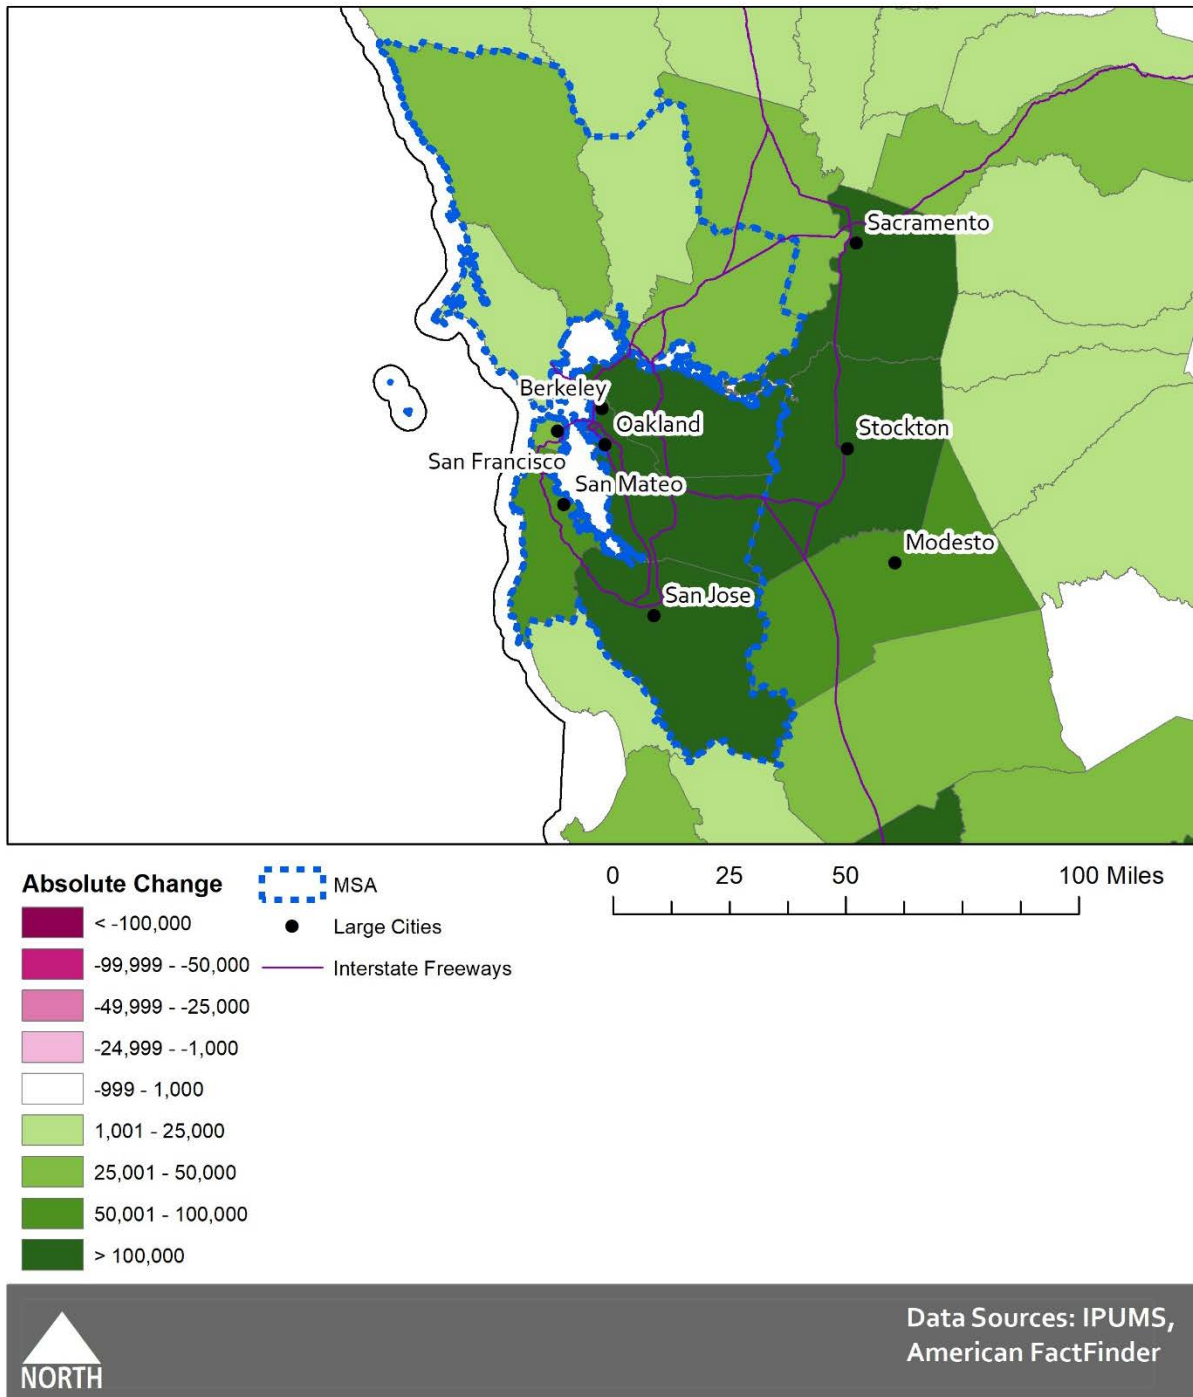 Sacramento
Berkeley
Oakland
Stockton
San Francisco
San Mateo
Modesto
San Jose
Absolute Change
< -100,000
-99,999 - -50,000
-49,999 - -25,000
-24,999 - -1,000
-999 - 1,000
1,001 - 25,000
25,001 - 50,000
50,001 - 100,000
> 100,000
MSA
Large Cities
Interstate Freeways
0 25 50 100 Miles
NORTH
Data Sources: IPUMS,
American FactFinder